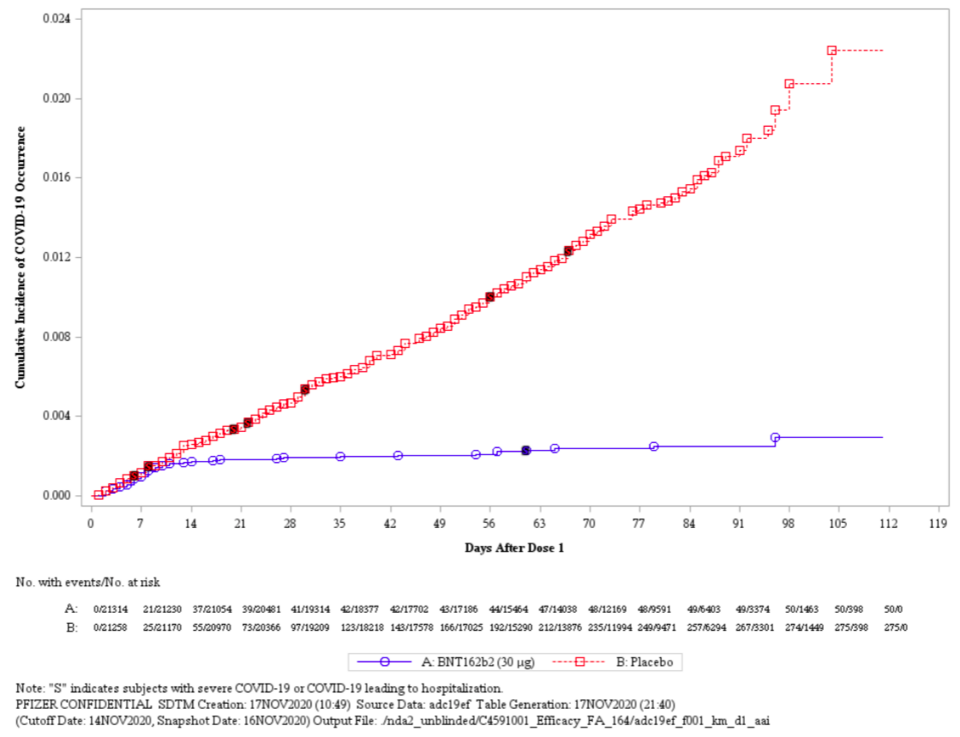 0.024
0.020
0.016
0.012
0.008
0.004
0.000
Cumulative Incidence of COVID-19 Occurrence
0 7 14 21 28 35 42 49 56 63 70 77 84 91 98 105 112 119
Days After Dose 1
No. with events/No. at risk
A: 0/21314 21/21230 37/21054 39/20481 41/19314 42/18377 42/17702 43/17186 44/15464 47/14038 48/12169 48/9591 49/6403 49/3374 50/1463 50/398 50/0
B: 0/21258 25/21170 55/20970 73/20366 97/19209 123/18218 143/17578 166/17025 192/15290 212/13876 235/11994 249/9471 257/6294 267/3301 274/1449 275/398 275/0
A: BNT162b2 (30 μg) B: Placebo
Note: "S" indicates subjects with severe COVID-19 or COVID-19 leading to hospitalization.
PFIZER CONFIDENTIAL SDTM Creation: 17NOV2020 (10:49) Source Data: adc19ef Table Generation: 17NOV2020 (21:40)
(Cutoff Date: 14NOV2020, Snapshot Date: 16NOV2020) Output File: ./nda2_unblinded/C4591001_Efficacy_FA_164/adc19ef_f001_km_d1_aai